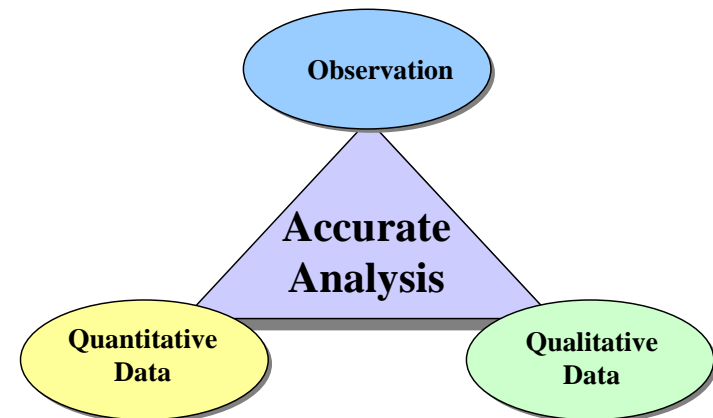 Observation
Accurate
Analysis
Quantitative
Data
Qualitative
Data